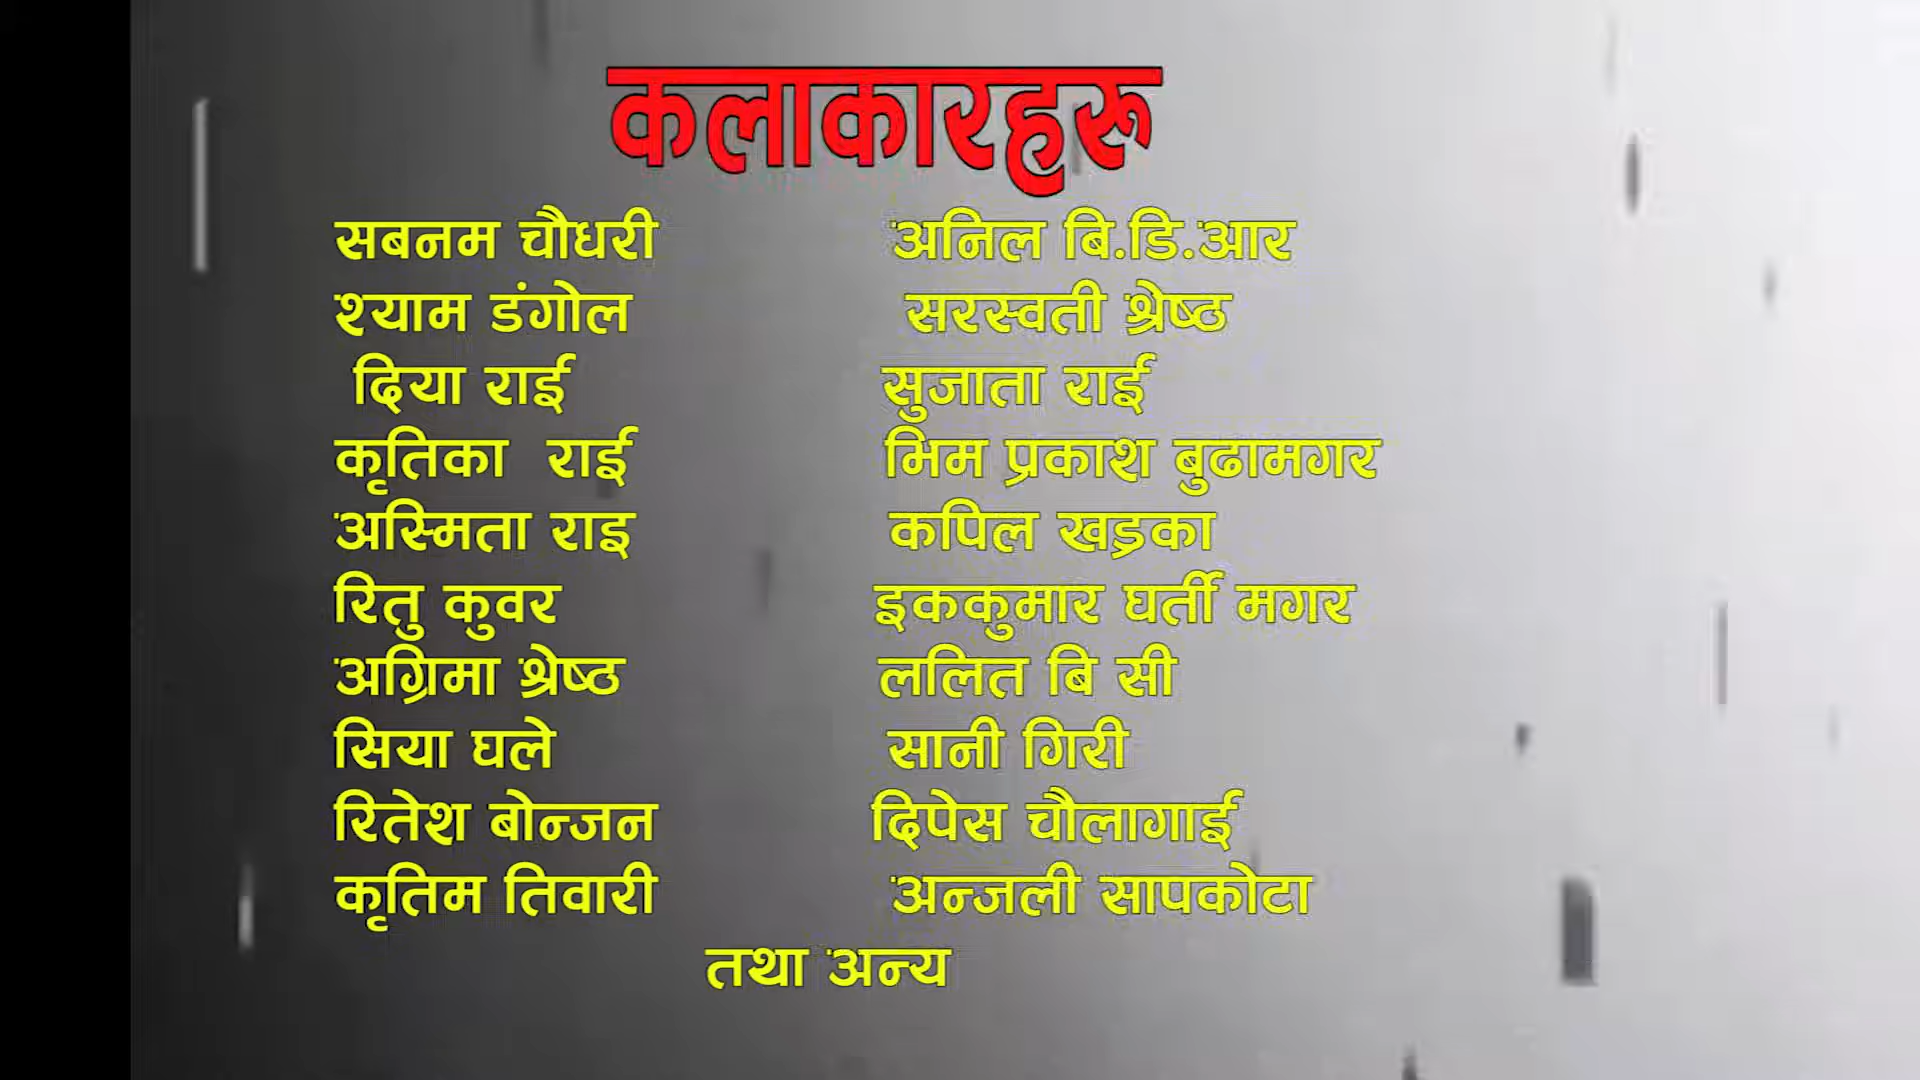 कलाकारहरू
सबनम चौधरी अनिल बि.डि.आर
श्याम डंगोल सरस्वती श्रेष्ठ
दिया राई सुजाता राई
कृतिका राई भिम प्रकाश बुढामगर
अस्मिता राइ कपिल खड्का
रितु कुवर इककुमार घर्ती मगर
अग्रिमा श्रेष्ठ ललित बि सी
सिया घले सानी गिरी
रितेश बोन्जन दिपेस चौलागाई
कृतिम तिवारी अन्जली सापकोटा
तथा अन्य